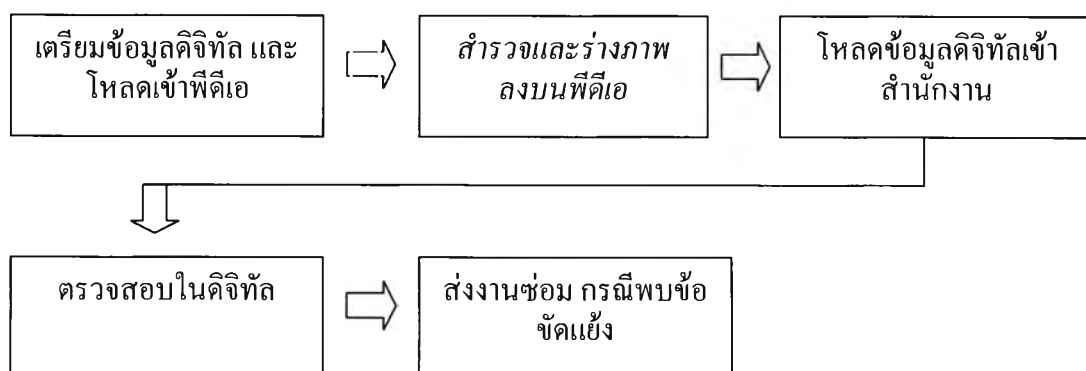 เตรียมข้อมูลดิจิทัล และ
โหลดเข้าพีดีเอ
สำรวจและร่างภาพ
ลงบนพีดีเอ
โหลดข้อมูลดิจิทัลเข้า
สำนักงาน
ตรวจสอบในดิจิทัล
ส่งงานซ่อม กรณีพบข้อ
ขัดแย้ง